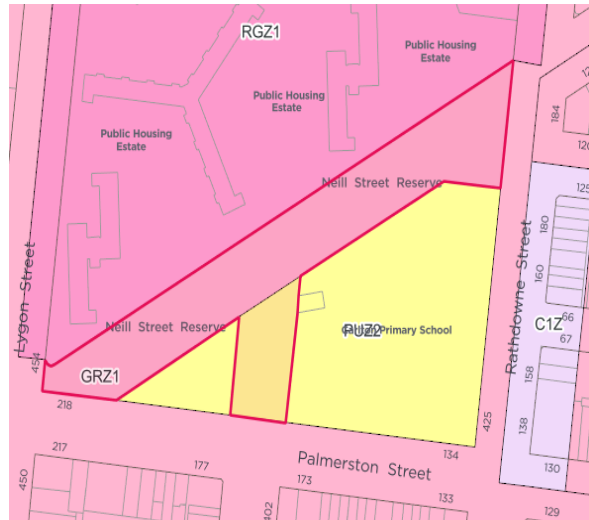 RGZ1
Public Housing
Estate
Public Housing
Estate
Public Housing
Estate
184
120
Neill Street Reserve
125
180
160
Rathdowne Street
Lygon Street
Neill Street Reserve
PUZ2
Primary School
66
67
C1Z
454
GRZ1
218
158
138
425
134
130
217
177
450
Palmerston Street
173
133
402
129